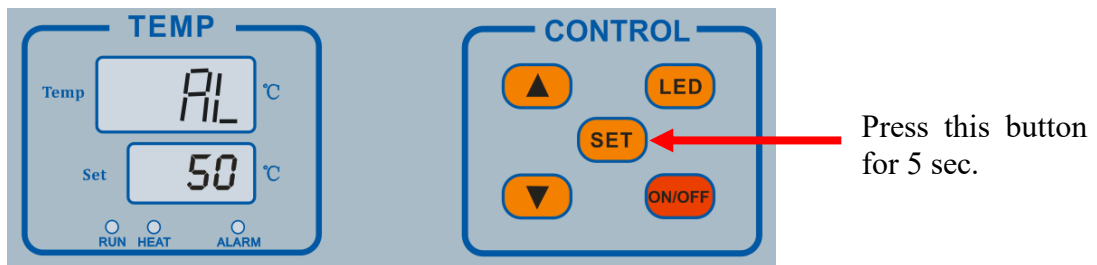 TEMP
Temp AL ℃
Set 50 ℃
RUN HEAT ALARM
CONTROL
▲ LED
SET
▼ ON/OFF
Press this button
for 5 sec.